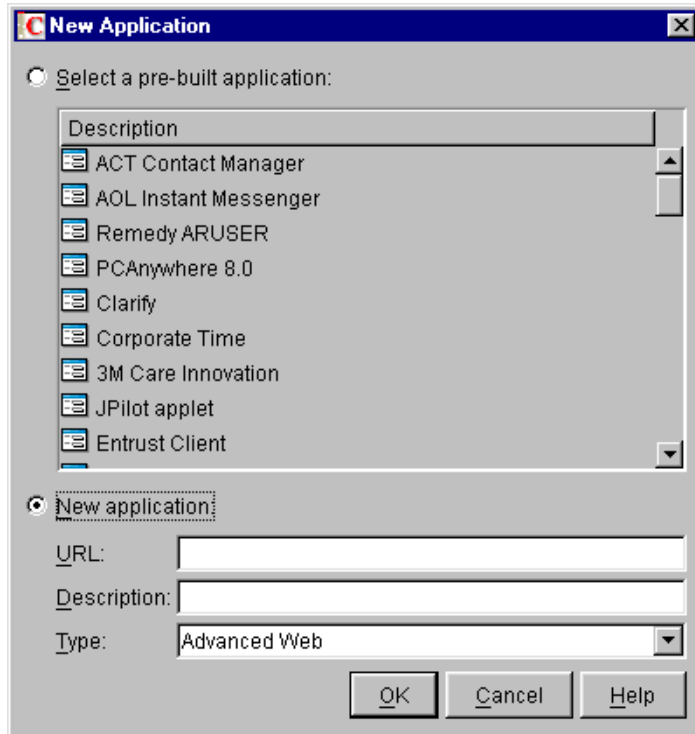 C New Application
Select a pre-built application:
Description
ACT Contact Manager
AOL Instant Messenger
Remedy ARUSER
PCAnywhere 8.0
Clarify
Corporate Time
3M Care Innovation
JPilot applet
Entrust Client
New application:
URL:
Description:
Type: Advanced Web
OK Cancel Help